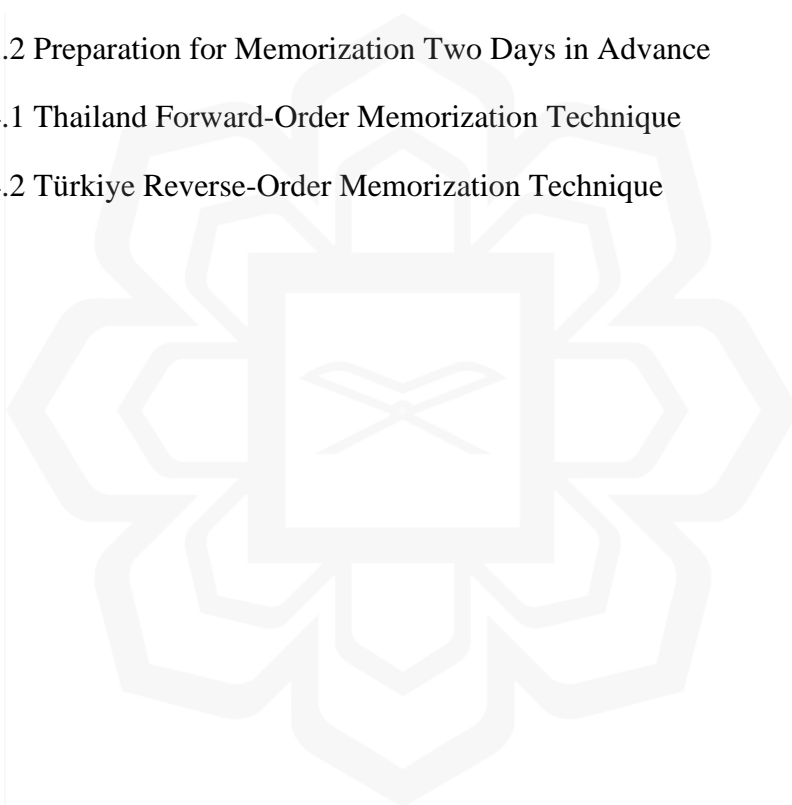 .2 Preparation for Memorization Two Days in Advance
.1 Thailand Forward-Order Memorization Technique
.2 Türkiye Reverse-Order Memorization Technique